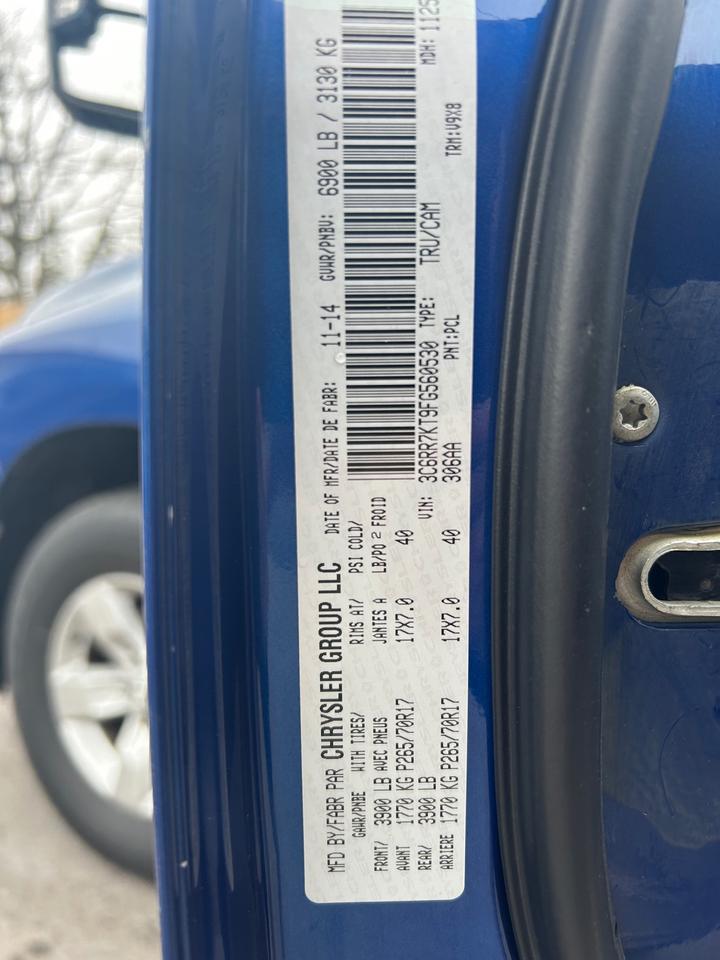 MFD BY/FABR PAR CHRYSLER GROUP LLC DATE OF MFR/DATE DE FABR: 11-14 GVWR/PNBV: 6900 LB / 3130 KG
GAWR/PNBE WITH TIRES/ RIMS AT/ PSI COLD/
FRONT/ 3900 LB AVEC PNEUS JANTES A LB/PO 2 FROID
AVANT 1770 KG P265/70R17 17X7.0 40
REAR/ 3900 LB VIN: 3C6RR7KT9FG560530 TYPE: TRU/CAM MDH:
ARRIERE 1770 KG P265/70R17 17X7.0 40 306AA PNT:PCL TRM:V9X8